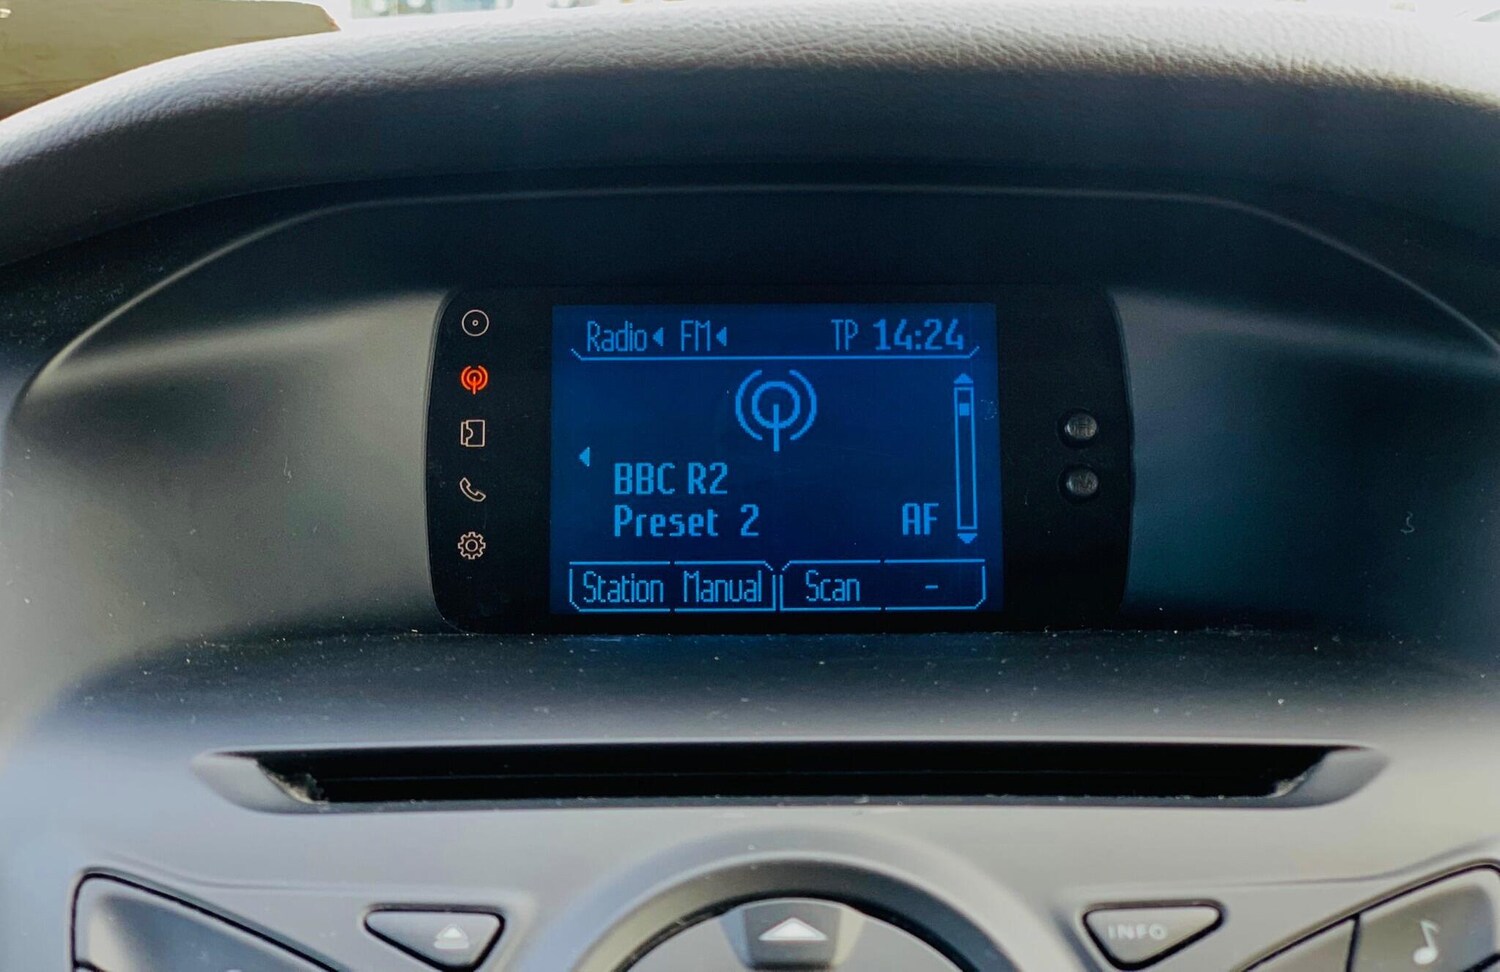 Radio FM TP 14:24
BBC R2
Preset 2 AF
Station Manual Scan -
INFO